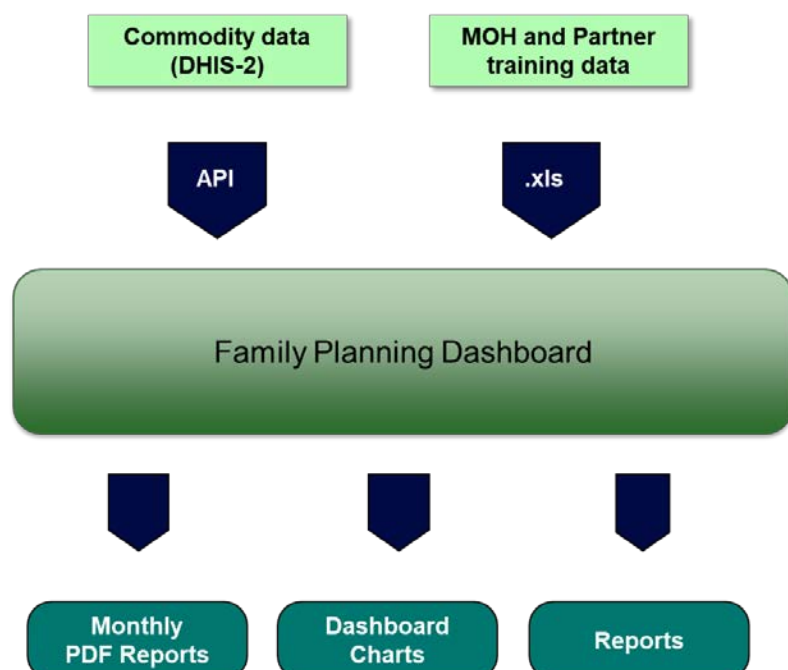 Commodity data
(DHIS-2)
MOH and Partner
training data
API
.xls
Family Planning Dashboard
Monthly
PDF Reports
Dashboard
Charts
Reports